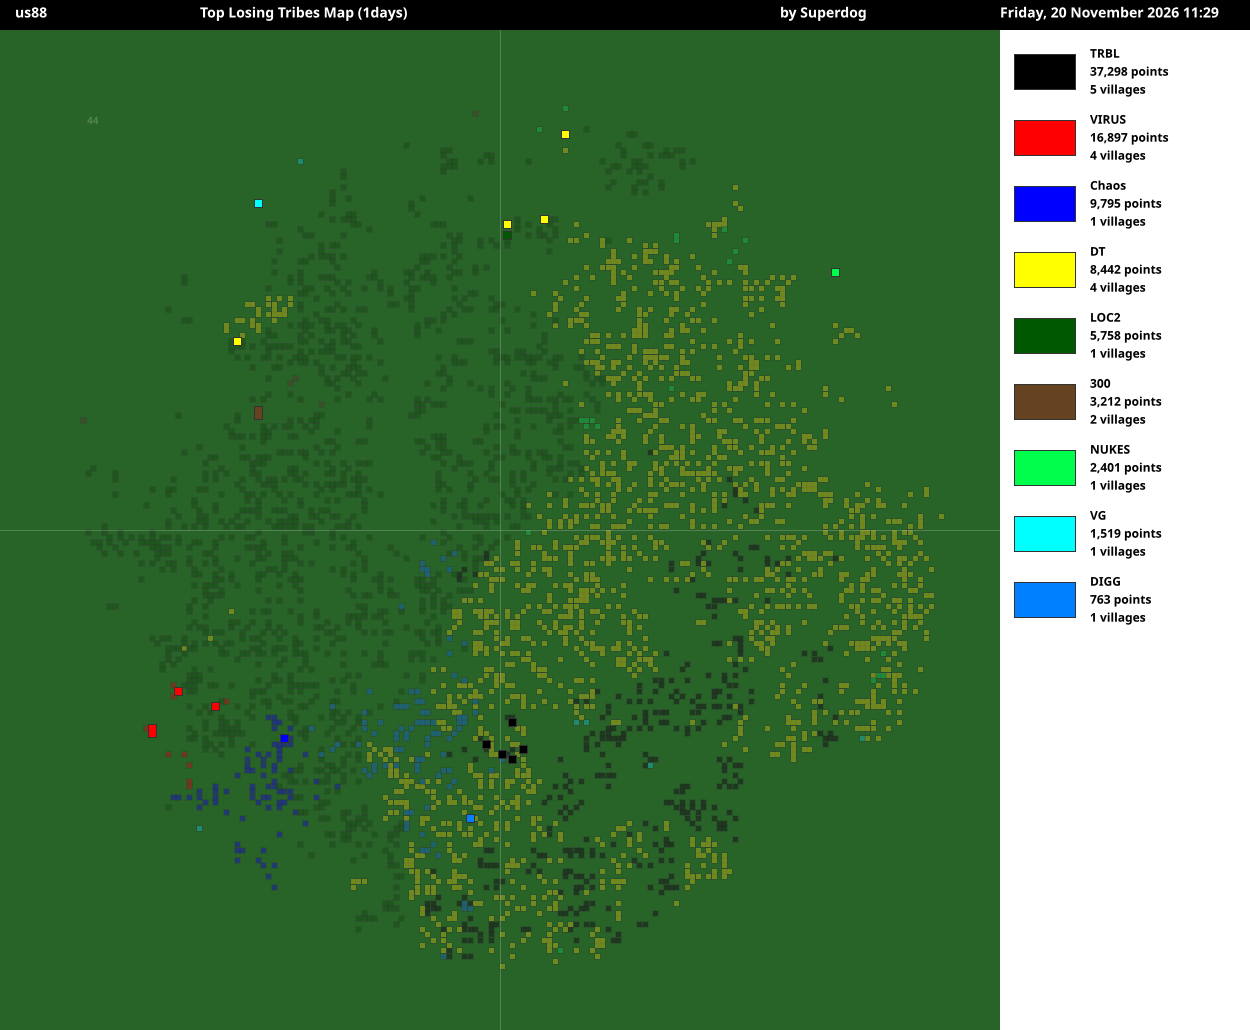 us88
Top Losing Tribes Map (1days)
by Superdog
Friday, 20 November 2026 11:29
44
TRBL
37,298 points
5 villages
VIRUS
16,897 points
4 villages
Chaos
9,795 points
1 villages
DT
8,442 points
4 villages
LOC2
5,758 points
1 villages
300
3,212 points
2 villages
NUKES
2,401 points
1 villages
VG
1,519 points
1 villages
DIGG
763 points
1 villages